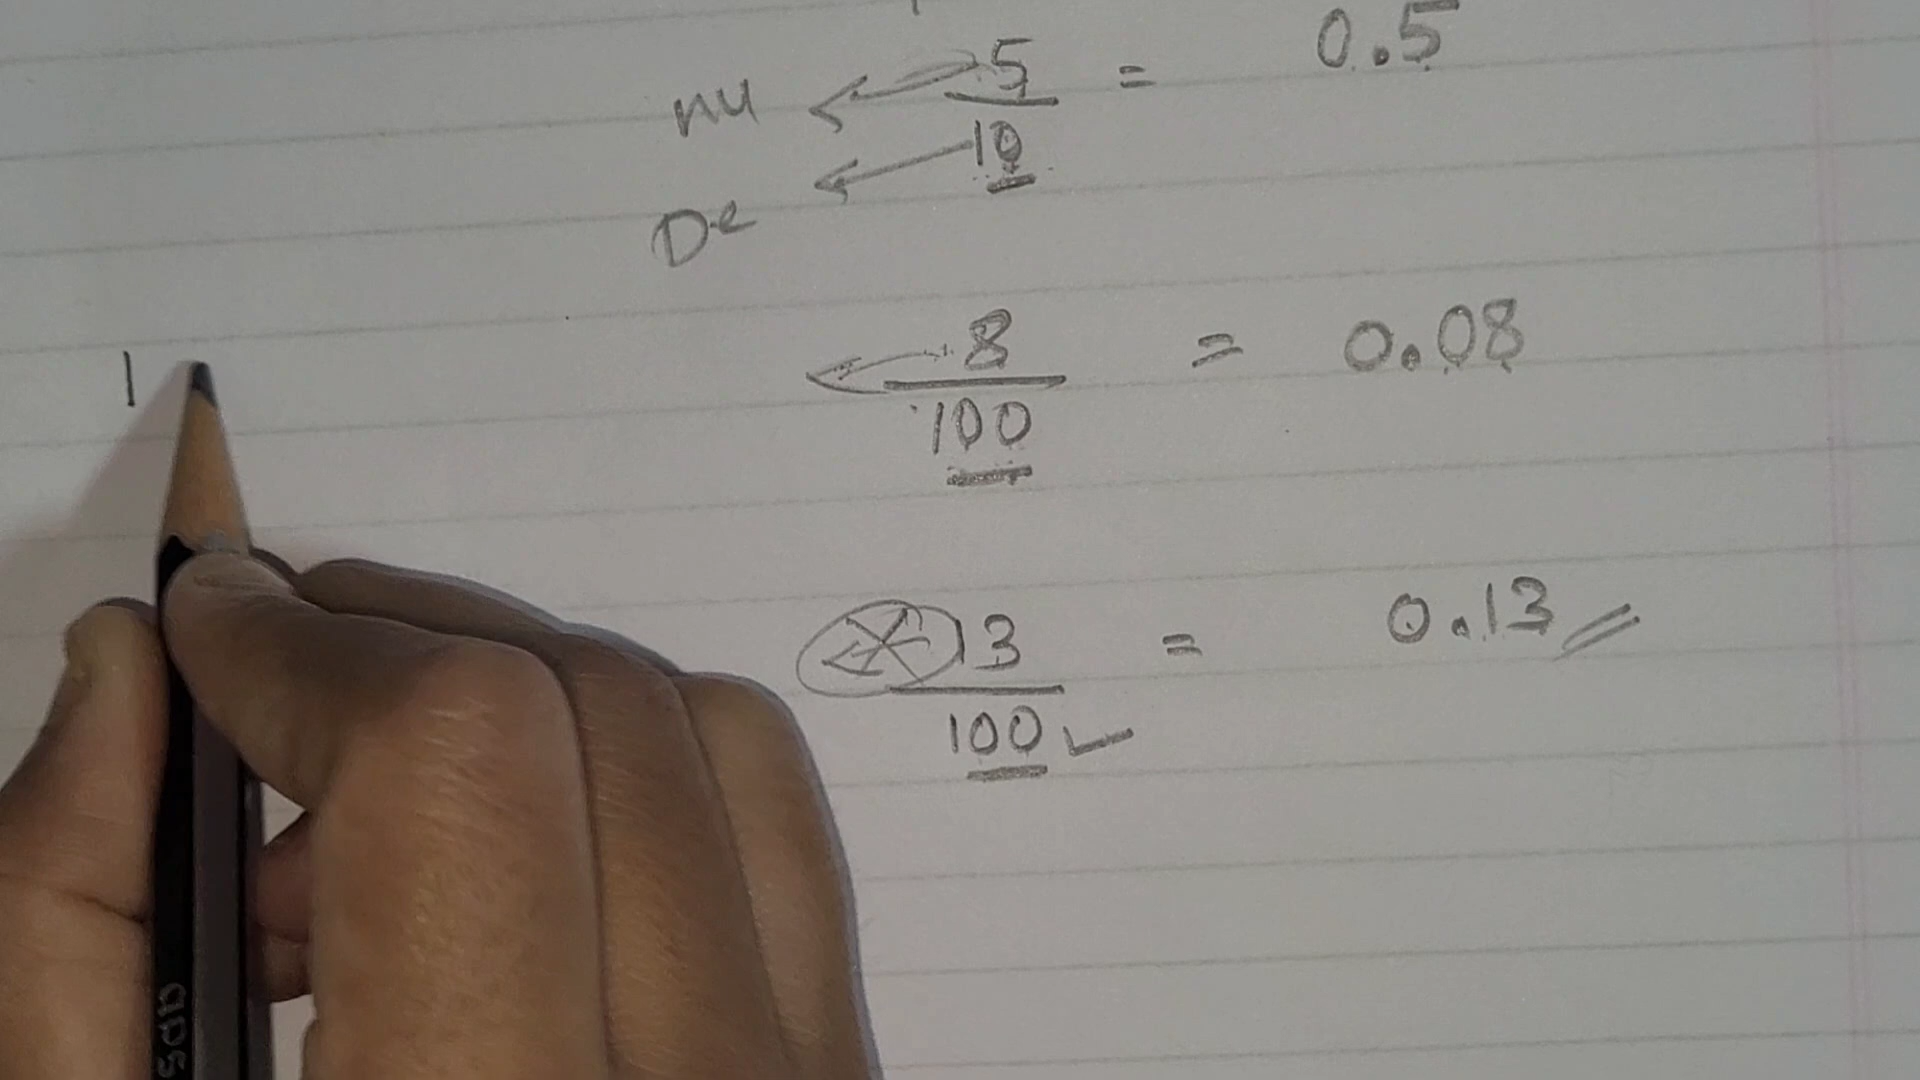 nu 5/10 = 0.5
De
8/100 = 0.08
13/100 = 0.13
1